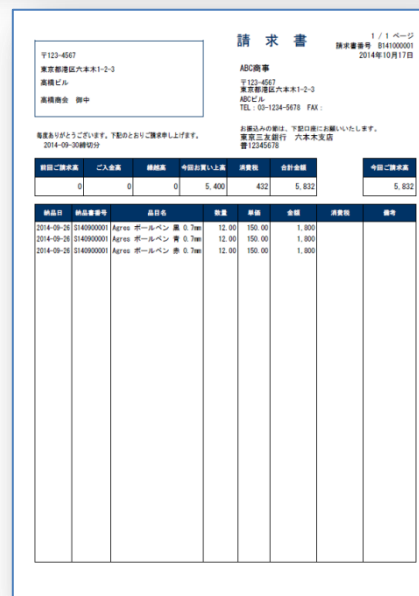 請 求 書
1 / 1 ページ
請求書番号 B141000001
2014年10月17日
〒123-4567
東京都港区六本木1-2-3
高橋ビル
高橋商会 御中
ABC商事
〒123-4567
東京都港区六本木1-2-3
ABCビル
TEL : 03-1234-5678 FAX :
お振込みの節は、下記口座にお願いいたします。
東京三友銀行 六本木支店
普12345678
毎度ありがとうございます。下記のとおりご請求申し上げます。
2014-09-30締切分
前回ご請求高 ご入金高 繰越高 今回お買い上高 消費税 合計金額 今回ご請求高
0 0 0 5,400 432 5,832 5,832
納品日 納品書番号 品目名 数量 単価 金額 消費税 備考
2014-09-26 S140900001 Agres ボールペン 黒 0.7mm 12.00 150.00 1,800
2014-09-26 S140900001 Agres ボールペン 青 0.7mm 12.00 150.00 1,800
2014-09-26 S140900001 Agres ボールペン 赤 0.7mm 12.00 150.00 1,800